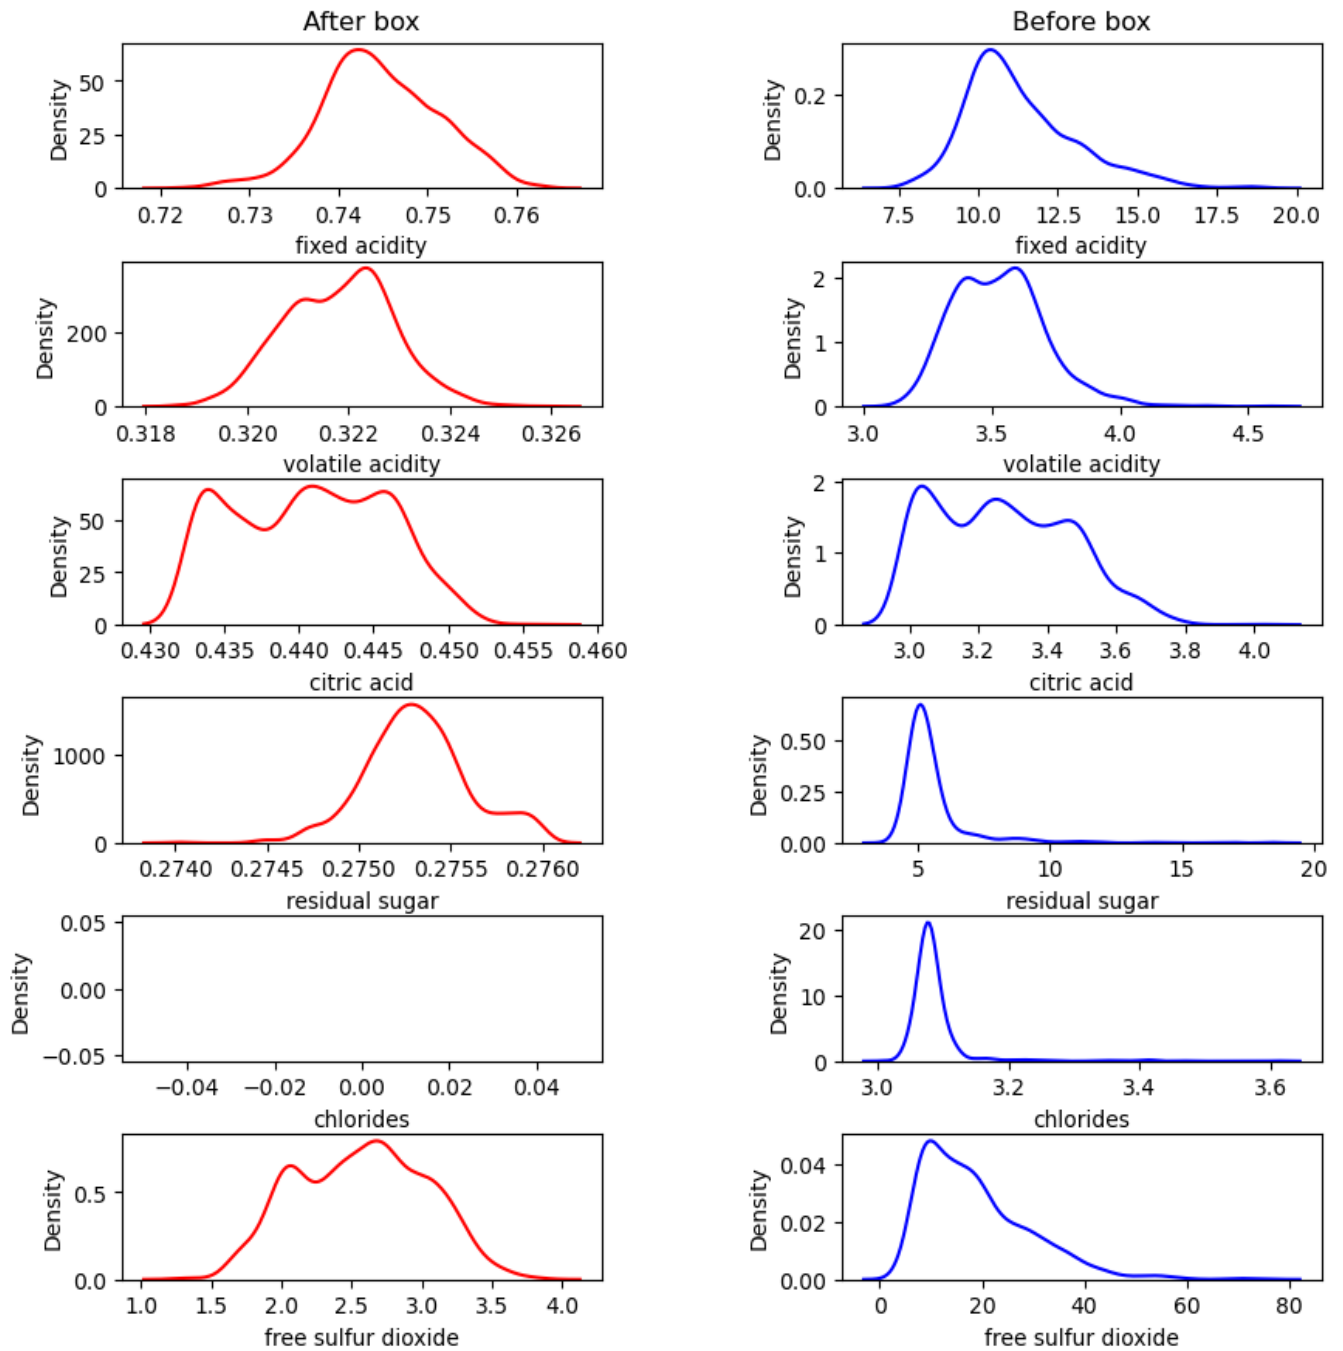 After box
Before box
Density
50
25
0
0.72 0.73 0.74 0.75 0.76
fixed acidity
Density
0.2
0.0
7.5 10.0 12.5 15.0 17.5 20.0
fixed acidity
Density
200
0
0.318 0.320 0.322 0.324 0.326
volatile acidity
Density
2
1
0
3.0 3.5 4.0 4.5
volatile acidity
Density
50
25
0
0.430 0.435 0.440 0.445 0.450 0.455 0.460
citric acid
Density
2
1
0
3.0 3.2 3.4 3.6 3.8 4.0
citric acid
Density
1000
0
0.2740 0.2745 0.2750 0.2755 0.2760
residual sugar
Density
0.50
0.25
0.00
5 10 15 20
residual sugar
Density
0.05
0.00
−0.05
−0.04 −0.02 0.00 0.02 0.04
chlorides
Density
20
10
0
3.0 3.2 3.4 3.6
chlorides
Density
0.5
0.0
1.0 1.5 2.0 2.5 3.0 3.5 4.0
free sulfur dioxide
Density
0.04
0.02
0.00
0 20 40 60 80
free sulfur dioxide